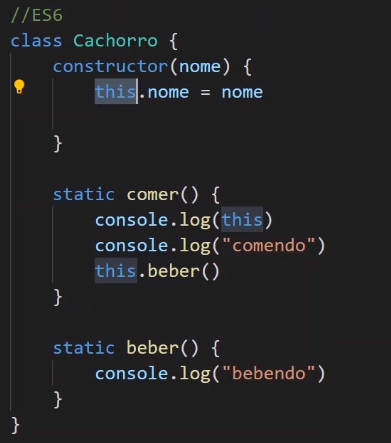 //ES6
class Cachorro {
constructor(nome) {
this.nome = nome
}
static comer() {
console.log(this)
console.log("comendo")
this.beber()
}
static beber() {
console.log("bebendo")
}
}